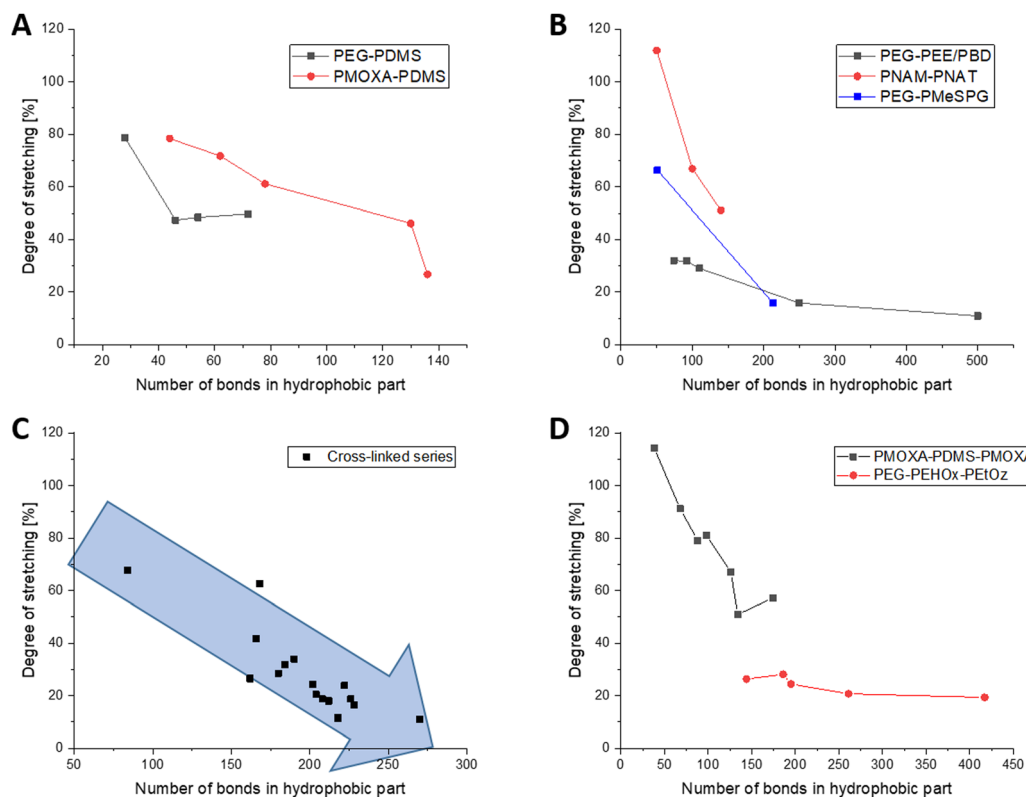 A
120
100
80
60
40
20
0
Degree of stretching [%]
PEG-PDMS
PMOXA-PDMS
20 40 60 80 100 120 140
Number of bonds in hydrophobic part
B
120
100
80
60
40
20
0
Degree of stretching [%]
PEG-PEE/PBD
PNAM-PNAT
PEG-PMeSPG
0 100 200 300 400 500
Number of bonds in hydrophobic part
C
120
100
80
60
40
20
0
Degree of stretching [%]
Cross-linked series
50 100 150 200 250 300
Number of bonds in hydrophobic part
D
120
100
80
60
40
20
0
Degree of stretching [%]
PMOXA-PDMS-PMOXA
PEG-PEHOx-PEtOz
0 50 100 150 200 250 300 350 400 450
Number of bonds in hydrophobic part